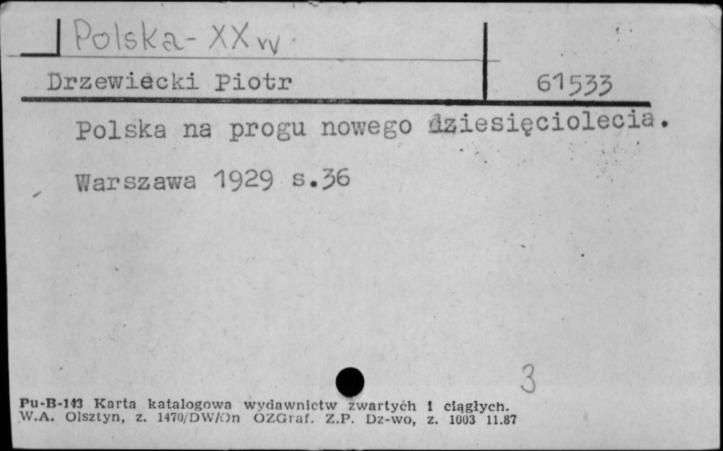 Polska - XX w
Drzewiecki Piotr 61533
Polska na progu nowego dziesięciolecia.
Warszawa 1929 s.36
3
Pu-B-143 Karta katalogowa wydawnictw zwartych i ciągłych.
W.A. Olsztyn, z. 1470/DW/On OZGraf. Z.P. Dz-wo, z. 1003 11.87